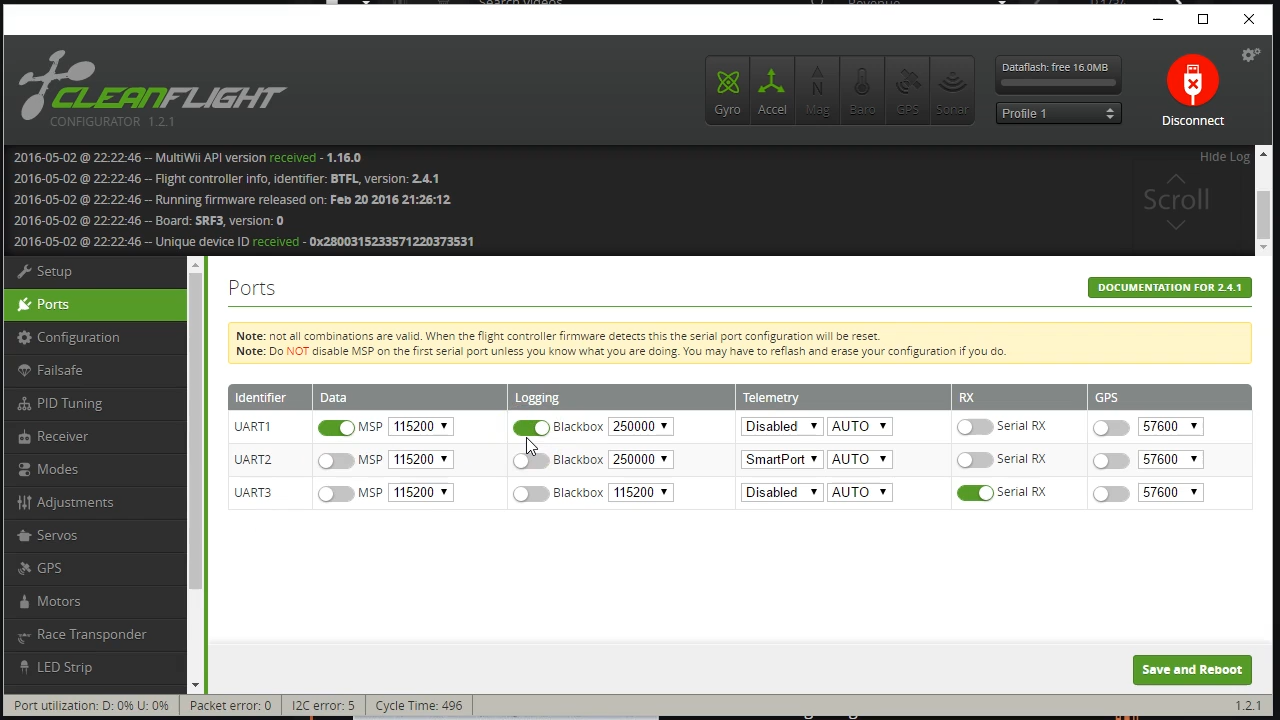 Search videos
Revenue
CLEANFLIGHT
CONFIGURATOR 1.2.1
Gyro
Accel
Mag
Baro
GPS
Sonar
Dataflash: free 16.0MB
Profile 1
Disconnect
2016-05-02 @ 22:22:46 -- MultiWii API version received - 1.16.0
2016-05-02 @ 22:22:46 -- Flight controller info, identifier: BTFL, version: 2.4.1
2016-05-02 @ 22:22:46 -- Running firmware released on: Feb 20 2016 21:26:12
2016-05-02 @ 22:22:46 -- Board: SRF3, version: 0
2016-05-02 @ 22:22:46 -- Unique device ID received - 0x2800315233571220373531
Hide Log
Scroll
Setup
Ports
Configuration
Failsafe
PID Tuning
Receiver
Modes
Adjustments
Servos
GPS
Motors
Race Transponder
LED Strip
Ports
DOCUMENTATION FOR 2.4.1
Note: not all combinations are valid. When the flight controller firmware detects this the serial port configuration will be reset.
Note: Do NOT disable MSP on the first serial port unless you know what you are doing. You may have to reflash and erase your configuration if you do.
Identifier Data Logging Telemetry RX GPS
UART1 MSP 115200 Blackbox 250000 Disabled AUTO Serial RX 57600
UART2 MSP 115200 Blackbox 250000 SmartPort AUTO Serial RX 57600
UART3 MSP 115200 Blackbox 115200 Disabled AUTO Serial RX 57600
Save and Reboot
Port utilization: D: 0% U: 0% Packet error: 0 I2C error: 5 Cycle Time: 496 1.2.1